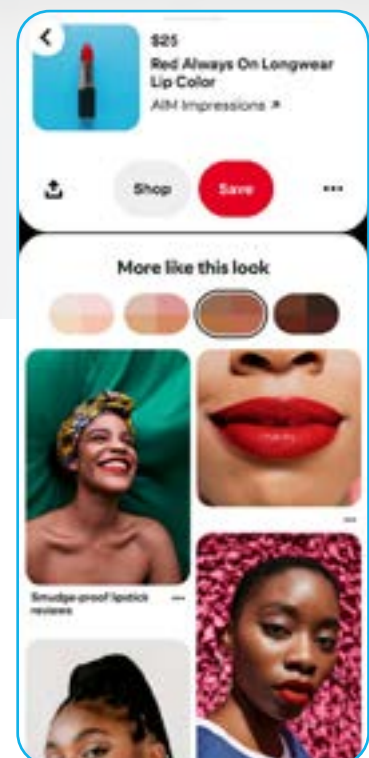 $25
Red Always On Longwear
Lip Color
AIM Impressions
Shop
Save
More like this look
Smudge-proof lipstick
reviews